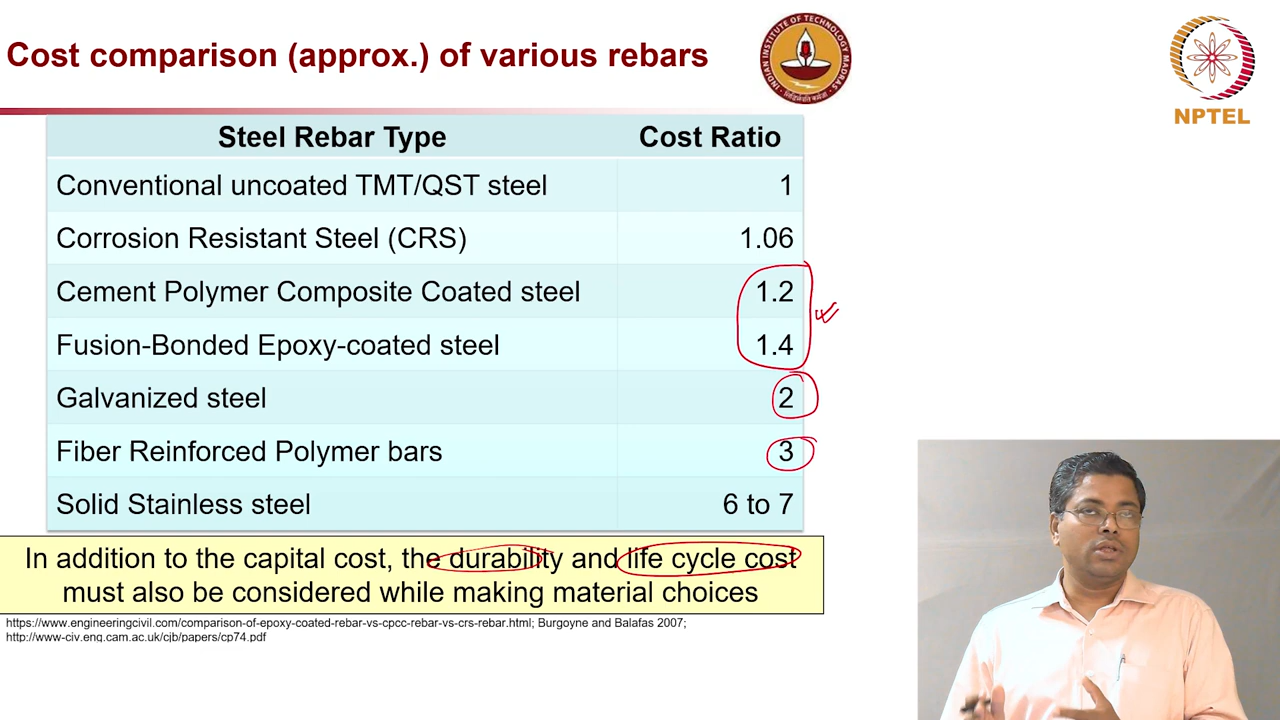 Cost comparison (approx.) of various rebars
NPTEL
Steel Rebar Type Cost Ratio
Conventional uncoated TMT/QST steel 1
Corrosion Resistant Steel (CRS) 1.06
Cement Polymer Composite Coated steel 1.2
Fusion-Bonded Epoxy-coated steel 1.4
Galvanized steel 2
Fiber Reinforced Polymer bars 3
Solid Stainless steel 6 to 7
In addition to the capital cost, the durability and life cycle cost
must also be considered while making material choices
https://www.engineeringcivil.com/comparison-of-epoxy-coated-rebar-vs-cpcc-rebar-vs-crs-rebar.html; Burgoyne and Balafas 2007;
http://www-civ.eng.cam.ac.uk/cjb/papers/cp74.pdf
INDIAN INSTITUTE OF TECHNOLOGY MADRAS